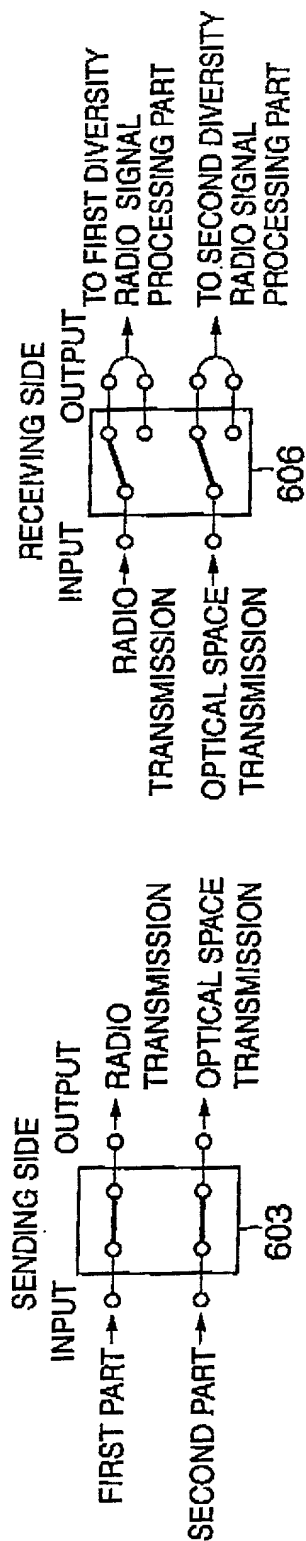 SENDING SIDE
INPUT
OUTPUT
FIRST PART
RADIO
TRANSMISSION
SECOND PART
OPTICAL SPACE
TRANSMISSION
603
RECEIVING SIDE
INPUT
OUTPUT
RADIO
TRANSMISSION
OPTICAL SPACE
TRANSMISSION
TO FIRST DIVERSITY
RADIO SIGNAL
PROCESSING PART
TO SECOND DIVERSITY
RADIO SIGNAL
PROCESSING PART
606